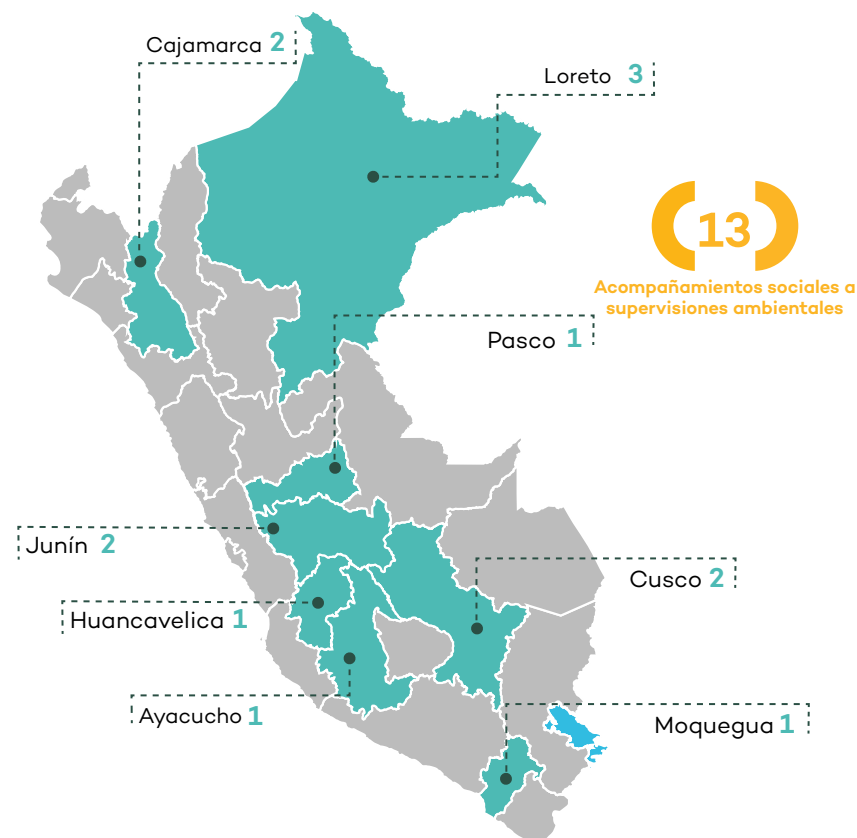 Cajamarca 2
Loreto 3
13
Acompañamientos sociales a
supervisiones ambientales
Pasco 1
Junín 2
Cusco 2
Huancavelica 1
Ayacucho 1
Moquegua 1